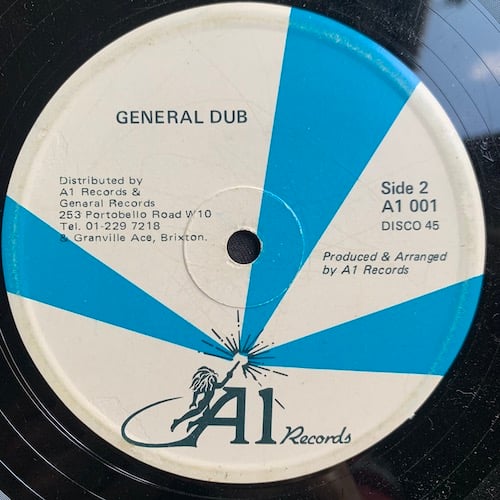 GENERAL DUB
Distributed by
A1 Records &
Genaral Records
253 Portobello Road W10
Tel. 01-229 7218
& Granville Ace, Brixton.
Side 2
A1 001
DISCO 45
Produced & Arranged
by A1 Records
A1 Records